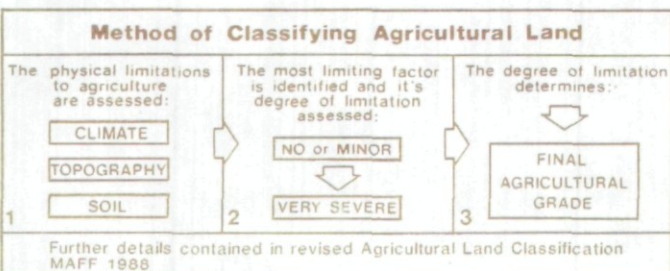 Method of Classifying Agricultural Land
The physical limitations
to agriculture
are assessed:
CLIMATE
TOPOGRAPHY
SOIL
1
The most limiting factor
is identified and it's
degree of limitation
assessed:
NO or MINOR
VERY SEVERE
2
The degree of limitation
determines:-
FINAL
AGRICULTURAL
GRADE
3
Further details contained in revised Agricultural Land Classification
MAFF 1988